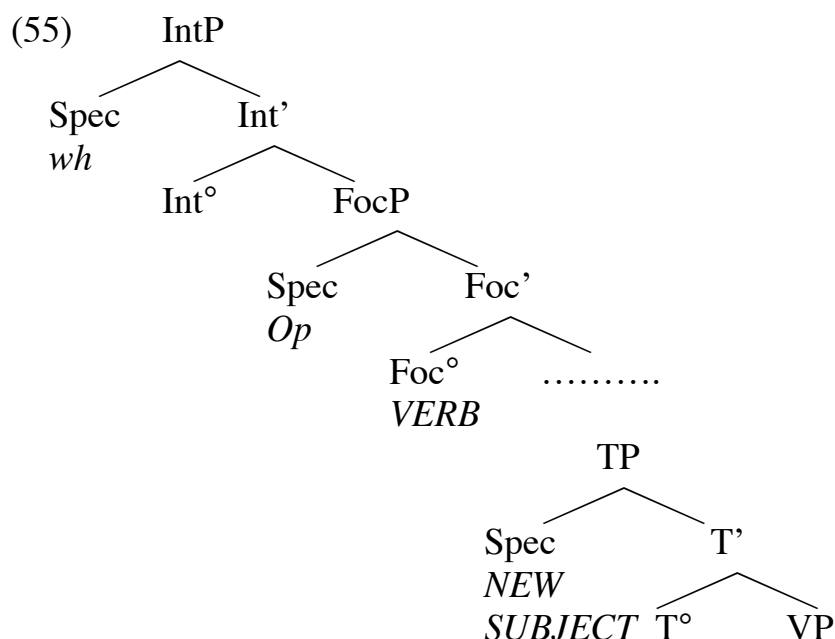 (55) IntP
Spec Int’
wh
Int° FocP
Spec Foc’
Op
Foc° ……….
VERB
TP
Spec T’
NEW
SUBJECT T° VP